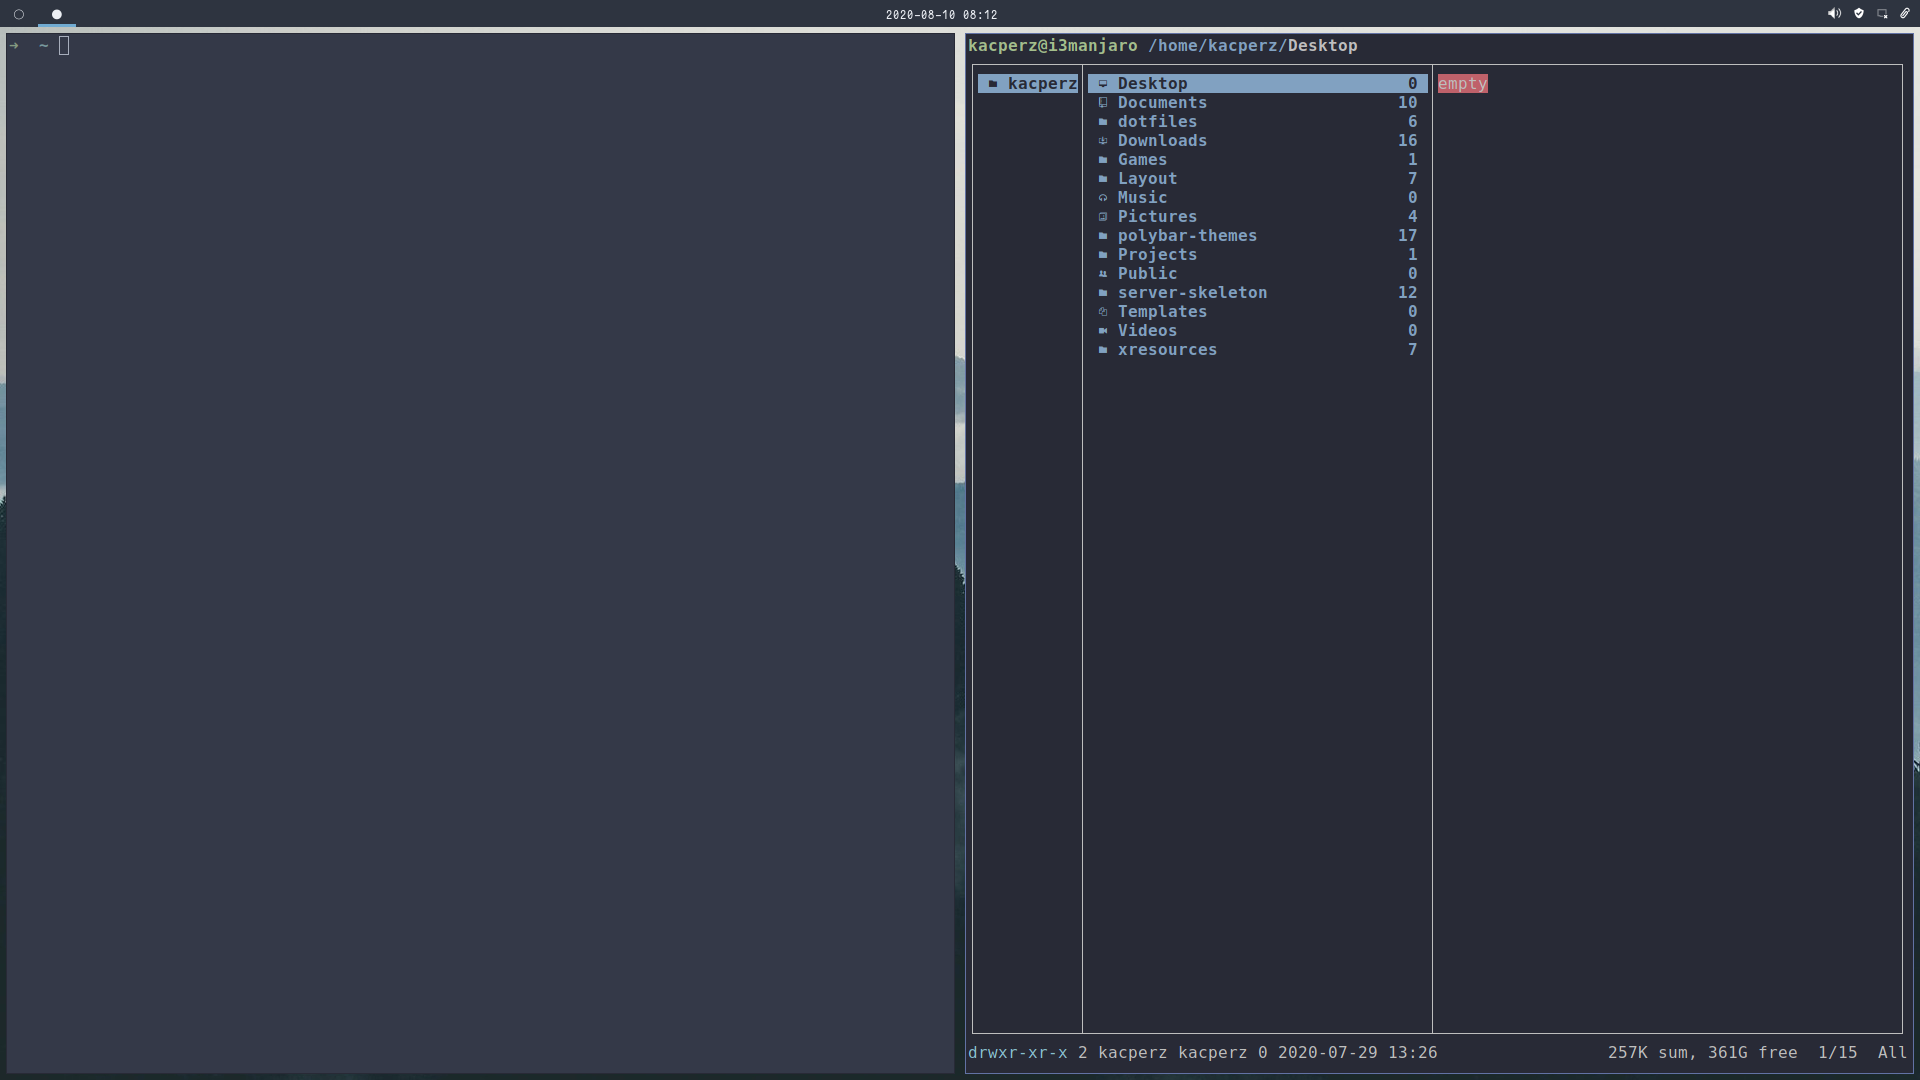 2020-08-10 08:12
➜ ~
kacperz@i3manjaro /home/kacperz/Desktop
kacperz
Desktop 0
Documents 10
dotfiles 6
Downloads 16
Games 1
Layout 7
Music 0
Pictures 4
polybar-themes 17
Projects 1
Public 0
server-skeleton 12
Templates 0
Videos 0
xresources 7
empty
drwxr-xr-x 2 kacperz kacperz 0 2020-07-29 13:26 257K sum, 361G free 1/15 All